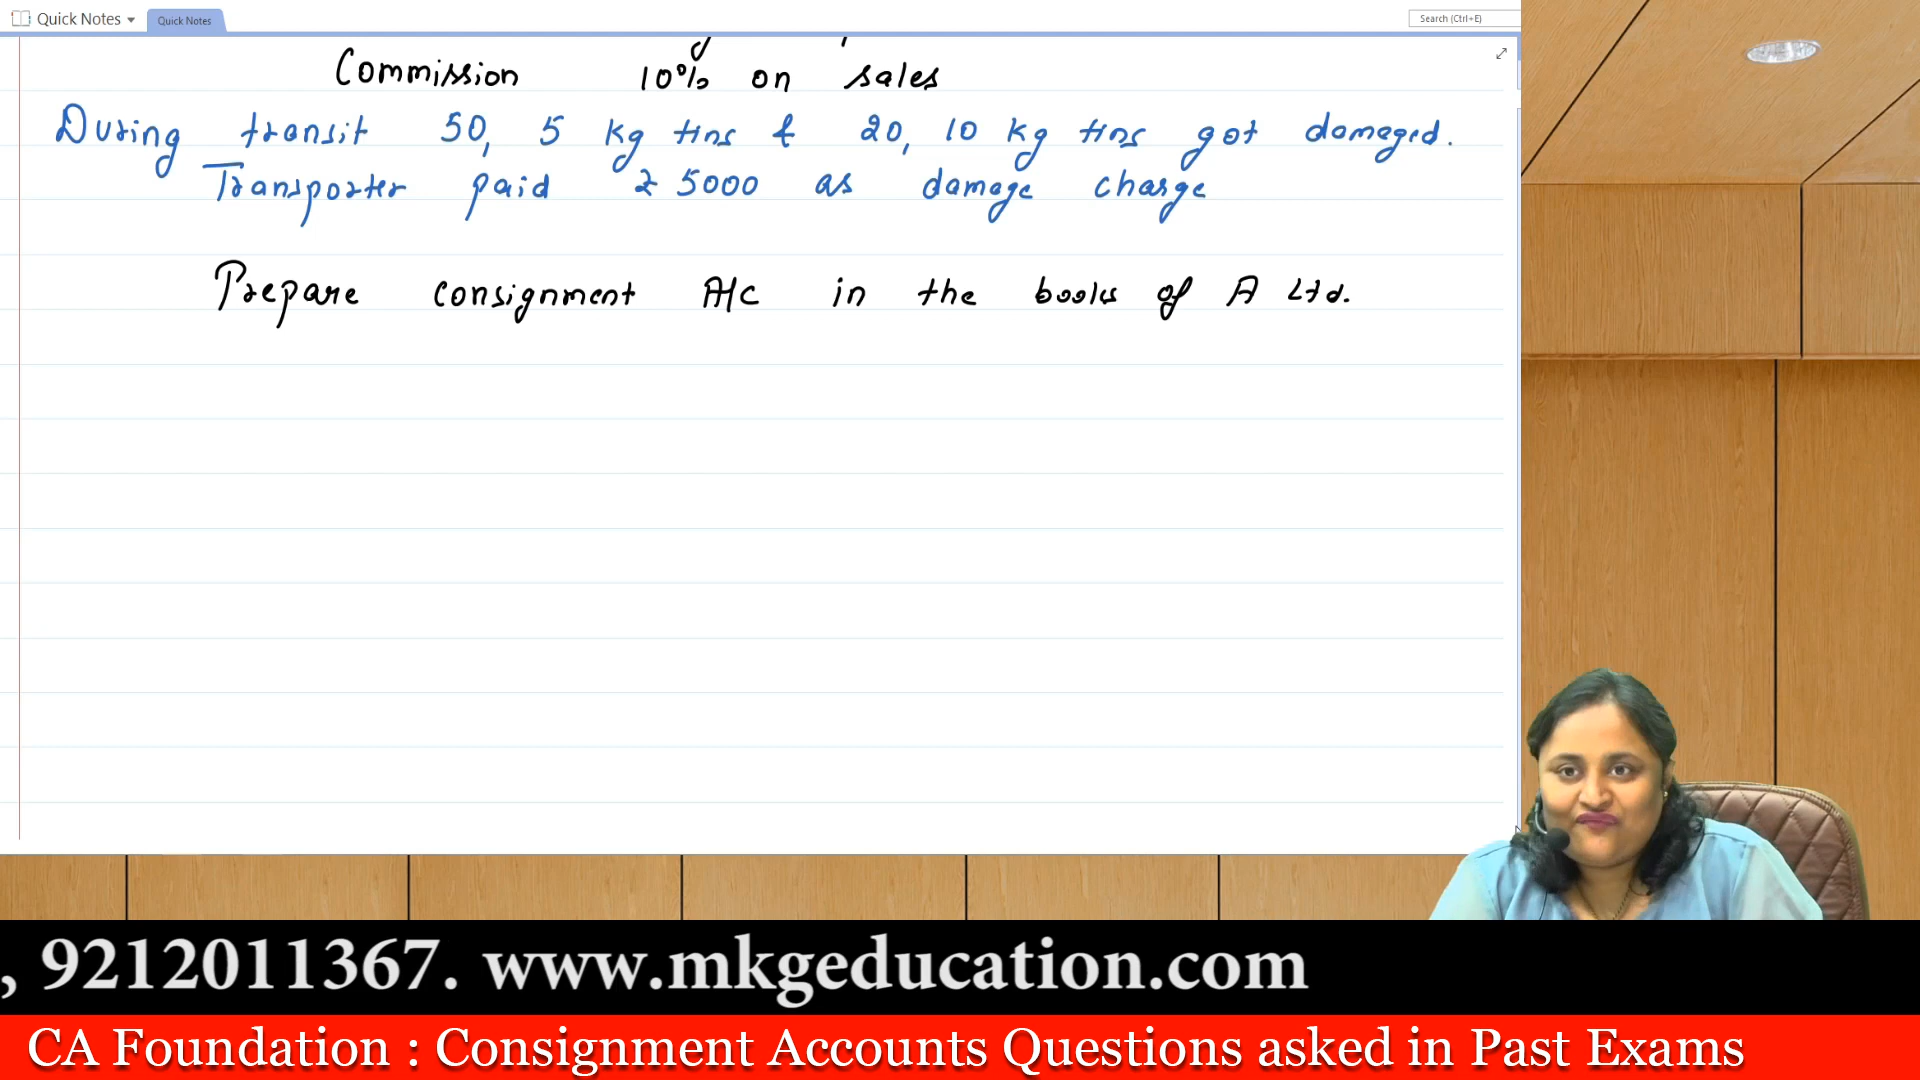 Quick Notes
Quick Notes
Search (Ctrl+E)
Commission 10% on sales
During transit 50, 5 kg tins & 20, 10 kg tins got damaged.
Transporter paid ₹ 5000 as damage charge
Prepare consignment A/c in the books of A Ltd.
, 9212011367. www.mkgeducation.com
CA Foundation : Consignment Accounts Questions asked in Past Exams